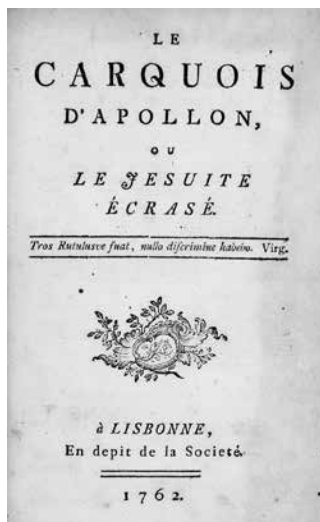 LE
CARQUOIS
D'APOLLON,
OU
LE JESUITE
ÉCRASÉ.
Tros Rutulusve fuat, nullo discrimine habebo. Virg.
à LISBONNE,
En depit de la Societé.
1762.